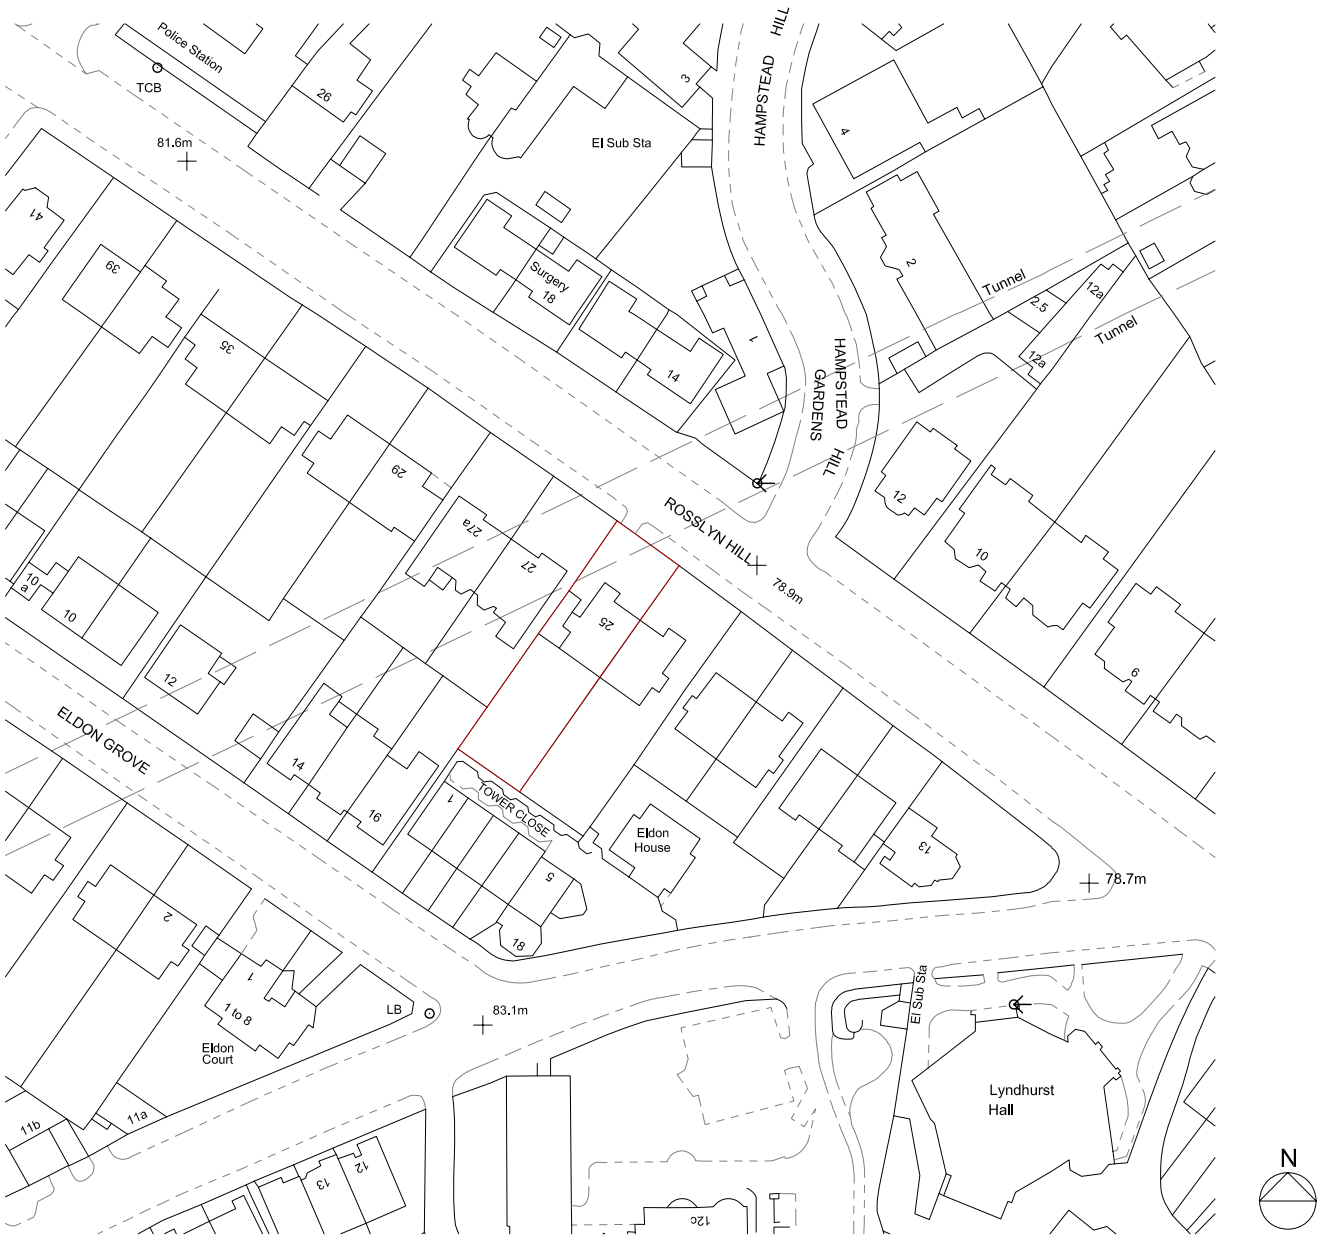 Police Station
TCB
81.6m
26
El Sub Sta
3
HAMPSTEAD HILL
4
2
41
39
35
Surgery
18
14
1
HAMPSTEAD HILL
GARDENS
Tunnel
Tunnel
2.5
12a
12a
12
10
6
29
27a
27
25
ROSSLYN HILL
78.9m
10
a
10
12
14
16
ELDON GROVE
TOWER CLOSE
1
5
18
Eldon
House
13
78.7m
2
1
1 to 8
Eldon
Court
LB
83.1m
El Sub Sta
Lyndhurst
Hall
11b
11a
13
12
12c
N